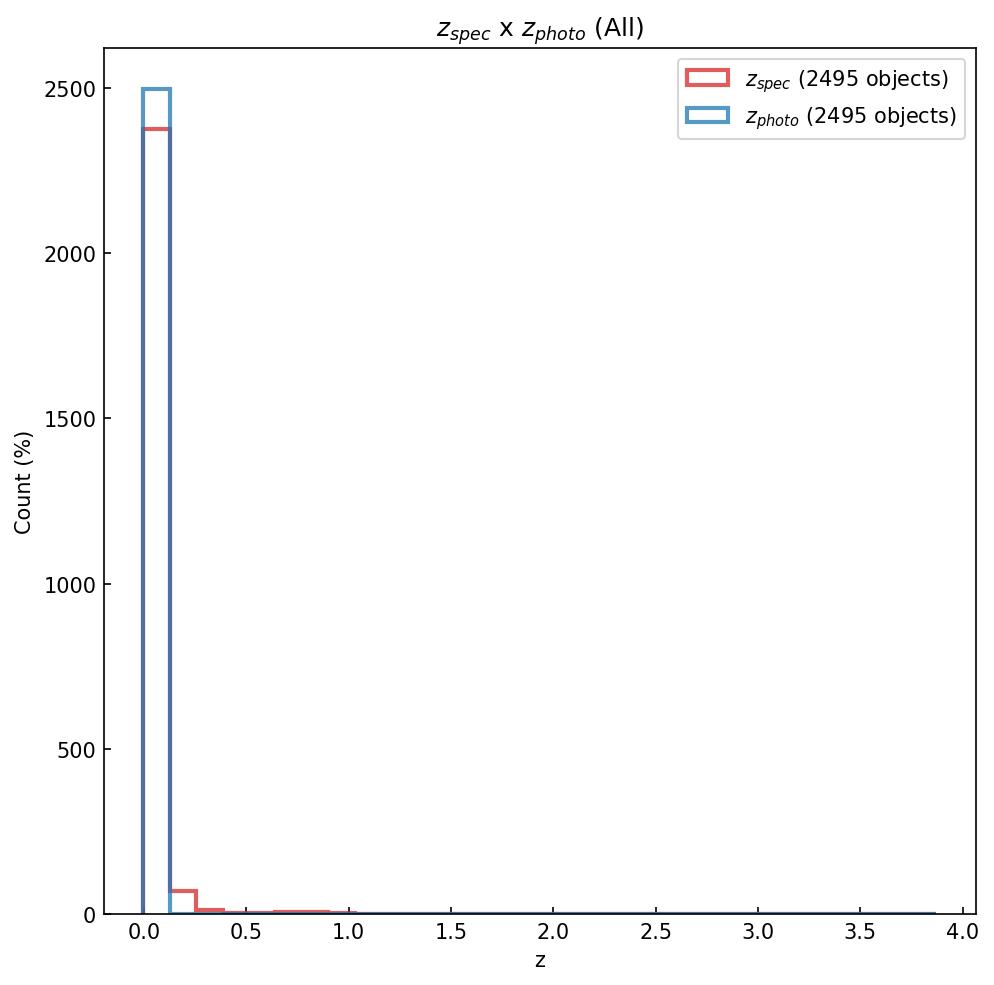 z_spec x z_photo (All)
z_spec (2495 objects)
z_photo (2495 objects)
Count (%)
2500
2000
1500
1000
500
0
0.0 0.5 1.0 1.5 2.0 2.5 3.0 3.5 4.0
z